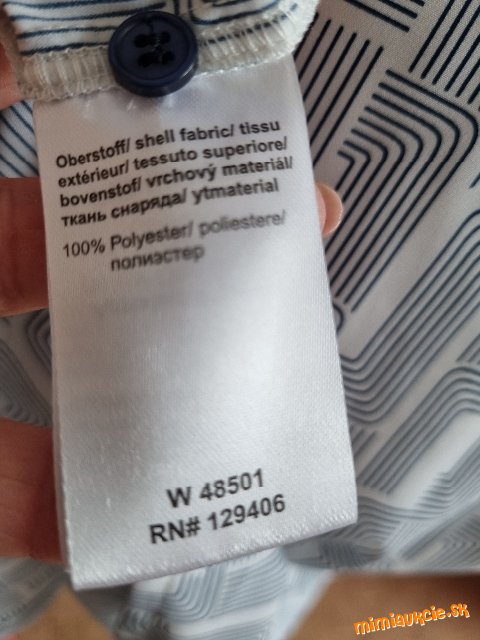 Oberstoff/ shell fabric/ tissu
extérieur/ tessuto superiore/
bovenstof/ vrchový materiál/
ткань снаряда/ ytmaterial
100% Polyester/ poliestere/
полиэстер
W 48501
RN# 129406
mimiaukcie.sk